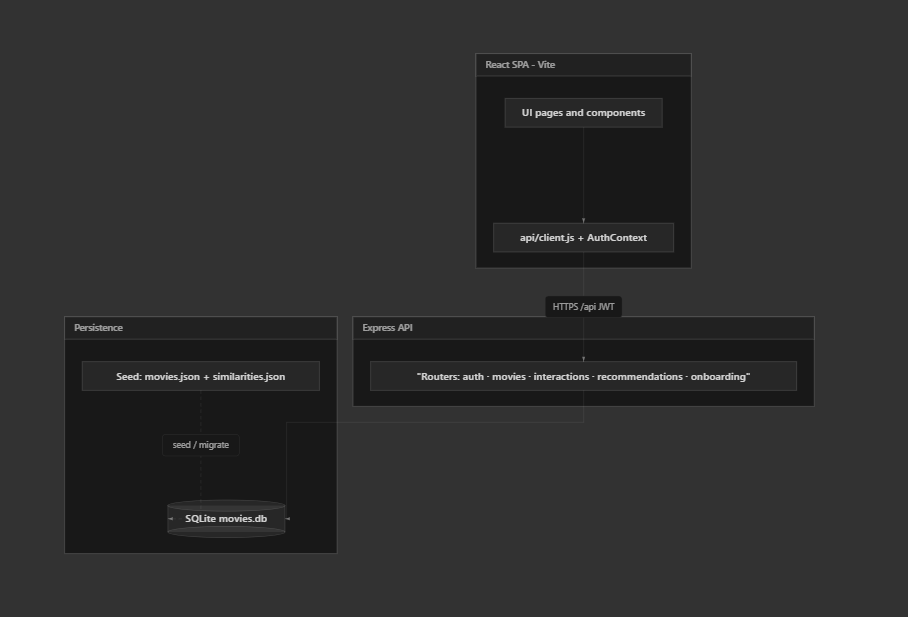 React SPA - Vite
UI pages and components
api/client.js + AuthContext
HTTPS /api JWT
Persistence
Seed: movies.json + similarities.json
seed / migrate
SQLite movies.db
Express API
"Routers: auth · movies · interactions · recommendations · onboarding"